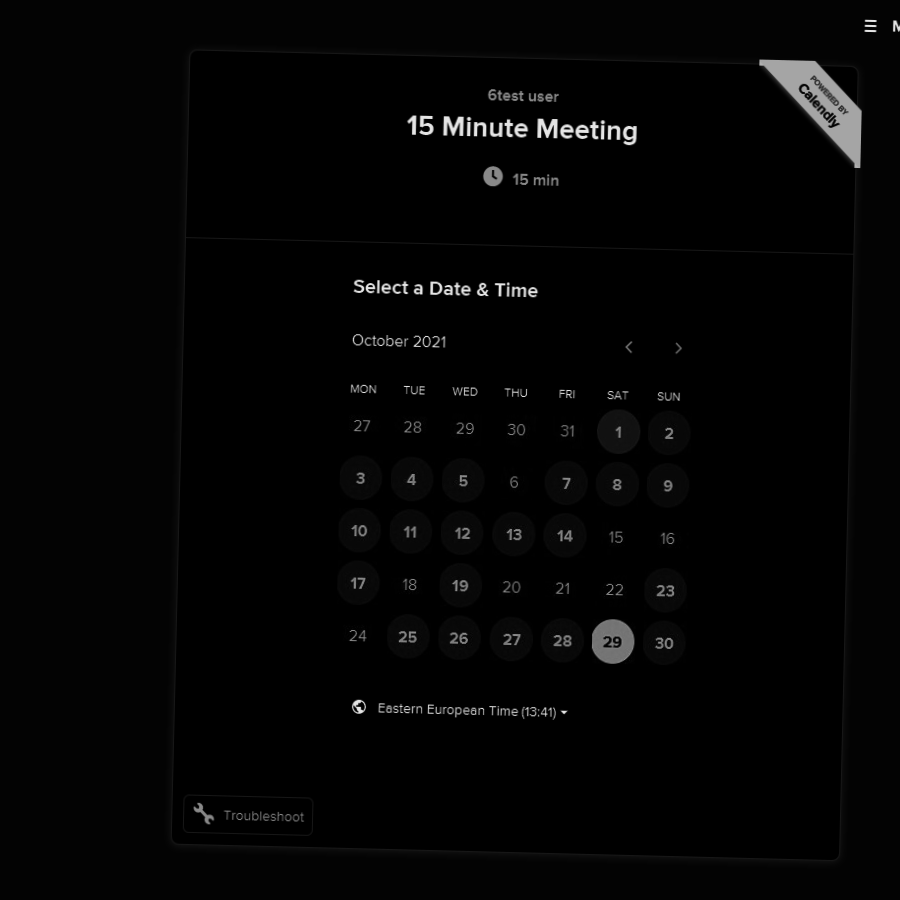 ☰ M
POWERED BY
Calendly
6test user
15 Minute Meeting
15 min
Select a Date & Time
October 2021
MON TUE WED THU FRI SAT SUN
27 28 29 30 31 1 2
3 4 5 6 7 8 9
10 11 12 13 14 15 16
17 18 19 20 21 22 23
24 25 26 27 28 29 30
Eastern European Time (13:41)
Troubleshoot